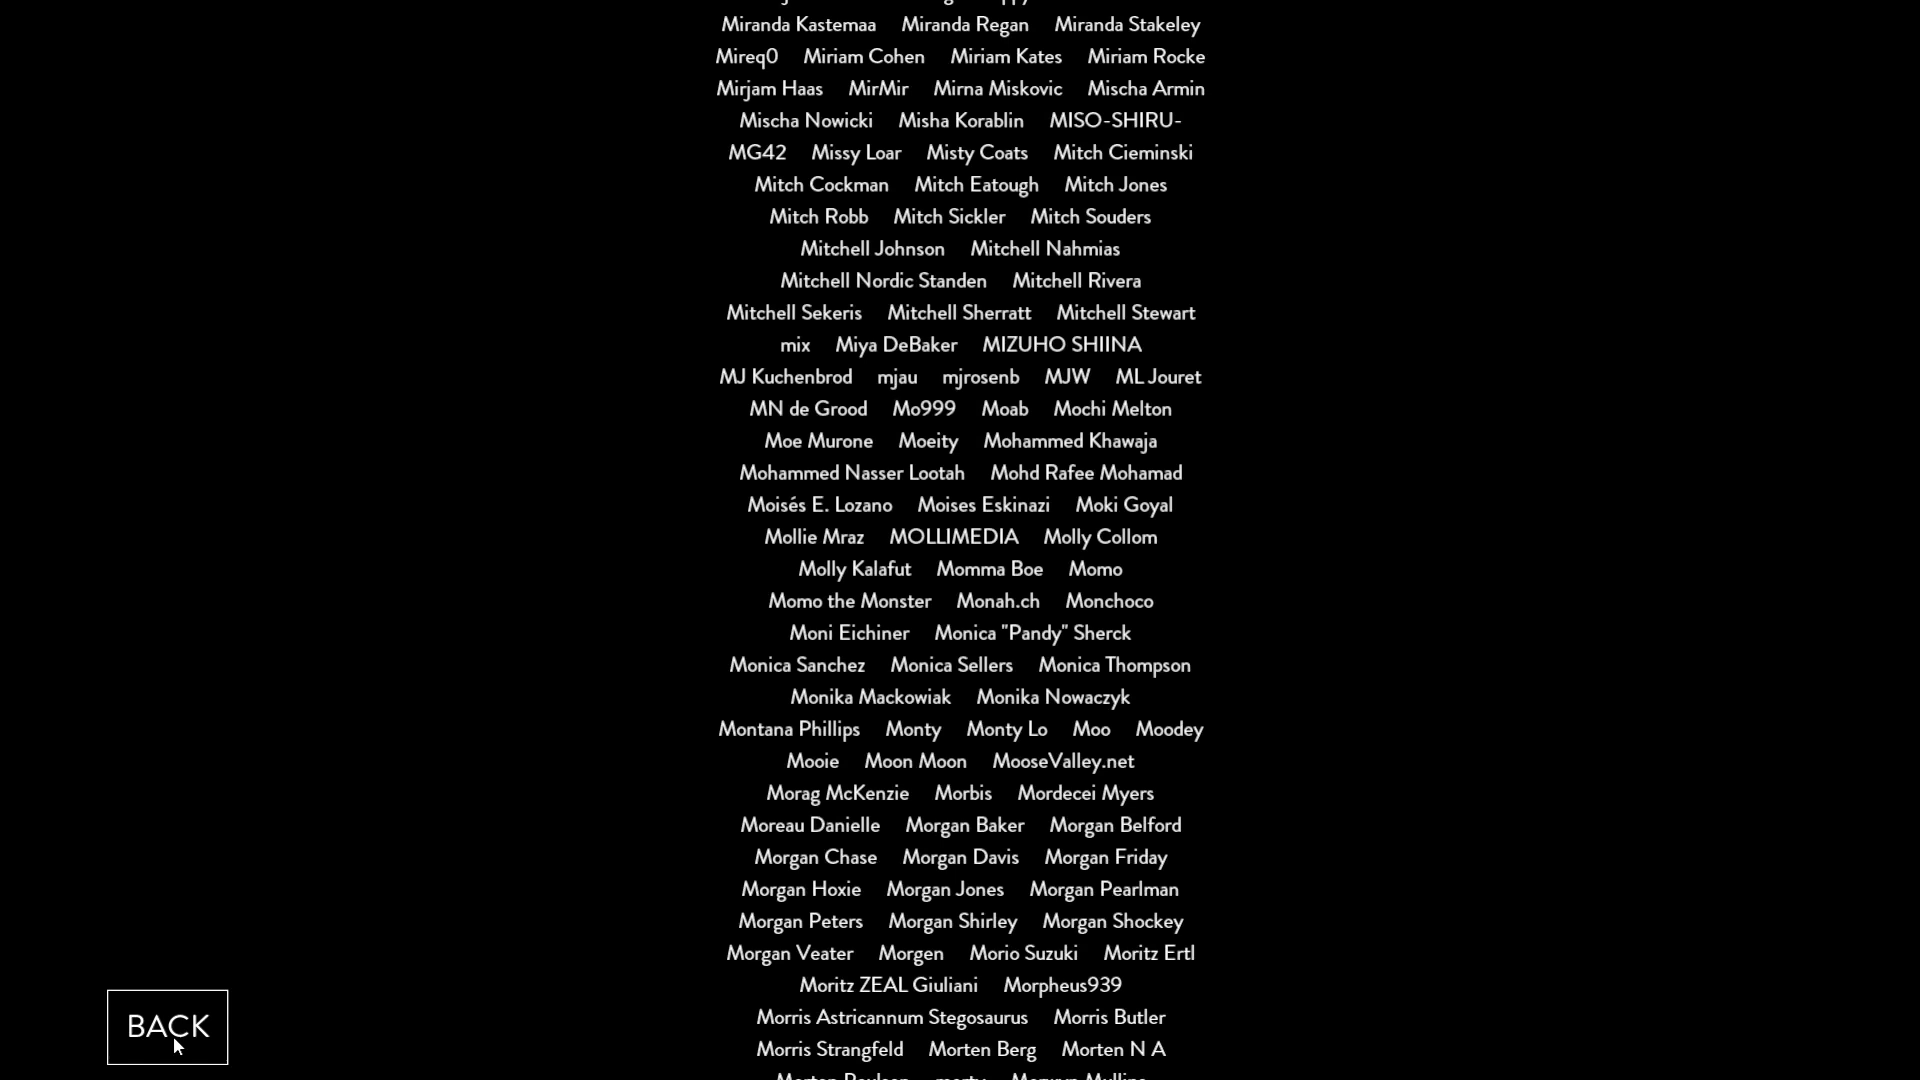 Miranda Kastemaa Miranda Regan Miranda Stakeley
Mireq0 Miriam Cohen Miriam Kates Miriam Rocke
Mirjam Haas MirMir Mirna Miskovic Mischa Armin
Mischa Nowicki Misha Korablin MISO-SHIRU-
MG42 Missy Loar Misty Coats Mitch Cieminski
Mitch Cockman Mitch Eatough Mitch Jones
Mitch Robb Mitch Sickler Mitch Souders
Mitchell Johnson Mitchell Nahmias
Mitchell Nordic Standen Mitchell Rivera
Mitchell Sekeris Mitchell Sherratt Mitchell Stewart
mix Miya DeBaker MIZUHO SHIINA
MJ Kuchenbrod mjau mjrosenb MJW ML Jouret
MN de Grood Mo999 Moab Mochi Melton
Moe Murone Moeity Mohammed Khawaja
Mohammed Nasser Lootah Mohd Rafee Mohamad
Moisés E. Lozano Moises Eskinazi Moki Goyal
Mollie Mraz MOLLIMEDIA Molly Collom
Molly Kalafut Momma Boe Momo
Momo the Monster Monah.ch Monchoco
Moni Eichiner Monica "Pandy" Sherck
Monica Sanchez Monica Sellers Monica Thompson
Monika Mackowiak Monika Nowaczyk
Montana Phillips Monty Monty Lo Moo Moodey
Mooie Moon Moon MooseValley.net
Morag McKenzie Morbis Mordecei Myers
Moreau Danielle Morgan Baker Morgan Belford
Morgan Chase Morgan Davis Morgan Friday
Morgan Hoxie Morgan Jones Morgan Pearlman
Morgan Peters Morgan Shirley Morgan Shockey
Morgan Veater Morgen Morio Suzuki Moritz Ertl
Moritz ZEAL Giuliani Morpheus939
Morris Astricannum Stegosaurus Morris Butler
Morris Strangfeld Morten Berg Morten N A
BACK